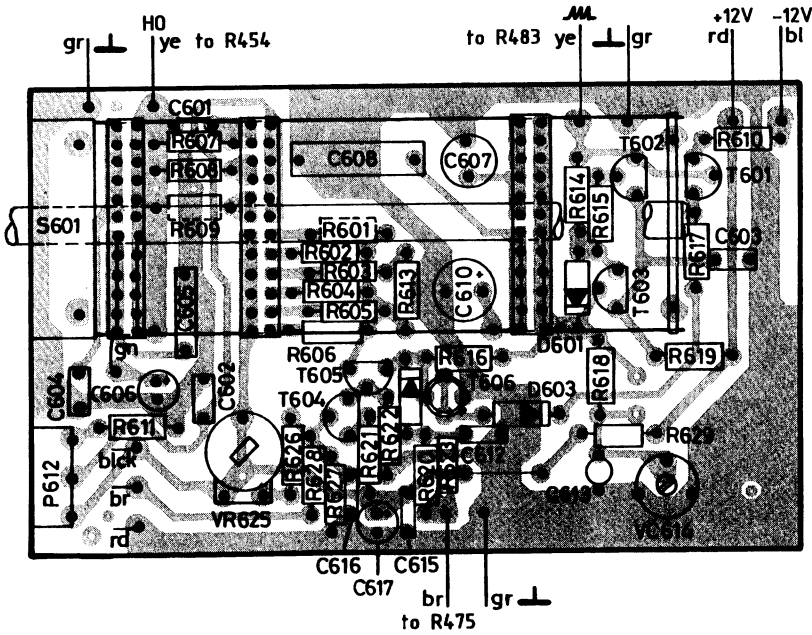 H0
+12V -12V
gr ⊥ ye to R454
to R483 ye ⊥ gr
rd bl
C601
R607
T602
R610
R608
C608
C607
R614
T601
S601
R609
R601
R615
R602
R617
C603
R603
R604
R613
C610
+
T603
C605
R605
gn
R606
R616
D601
R619
T605
R618
C604
C606
C602
T606
D603
T604
R611
R622
R621
R629
P612
blck
R626
R628
R627
R620
C612
br
VR625
C613
VC614
rd
C616
C617
C615
br gr ⊥
to R475